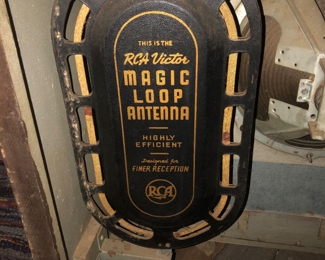 THIS IS THE
RCA Victor
MAGIC
LOOP
ANTENNA
HIGHLY
EFFICIENT
Designed for
FINER RECEPTION
RCA